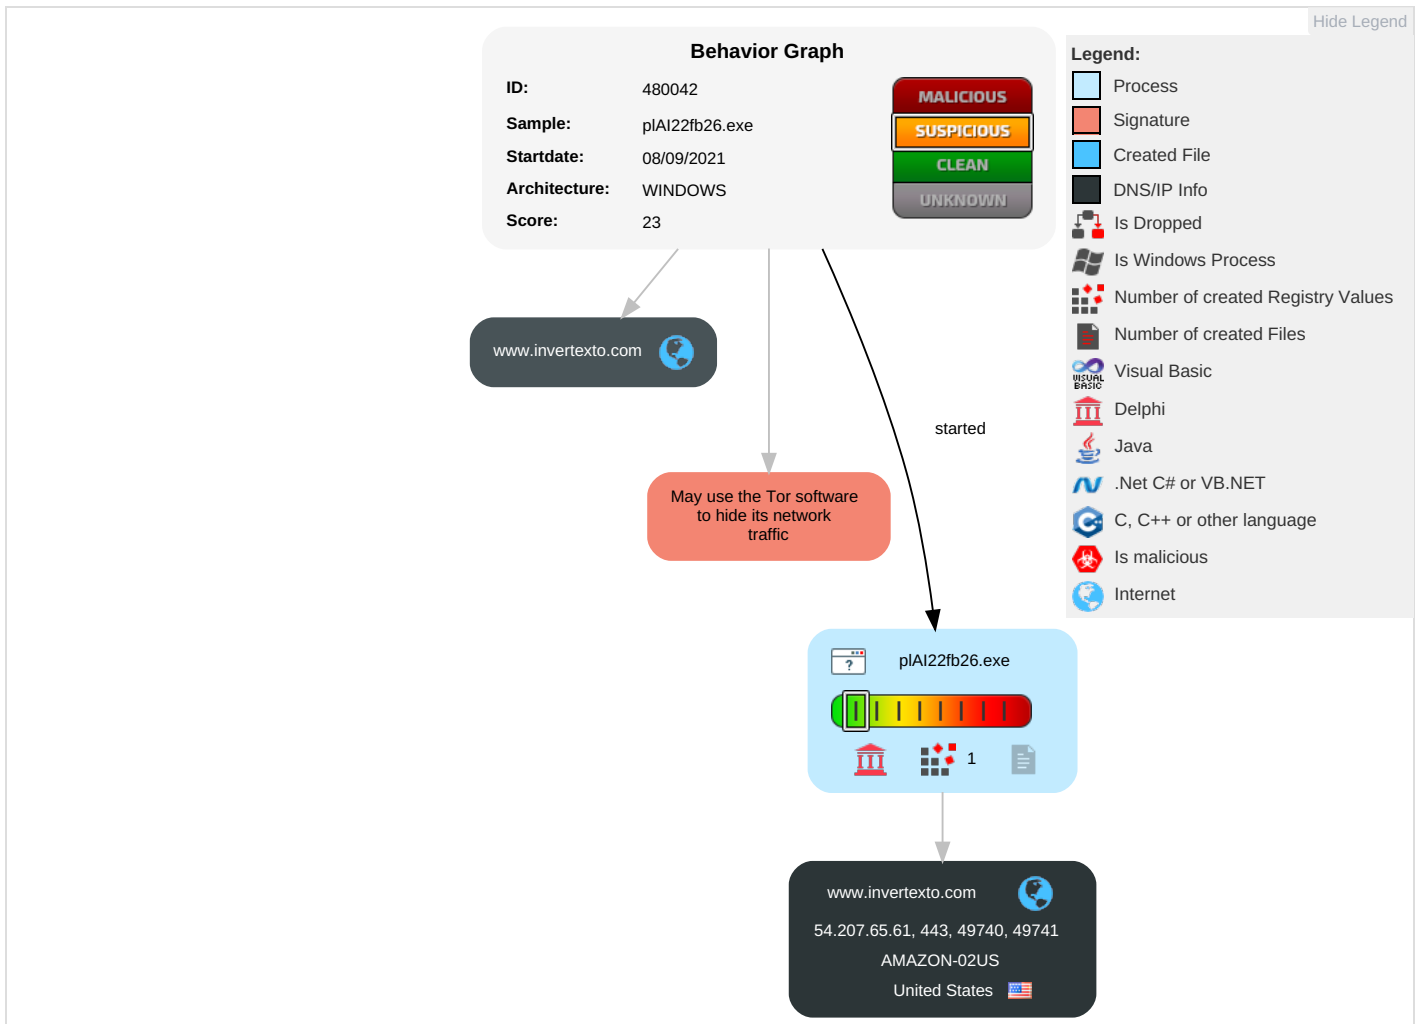 Hide Legend
Behavior Graph
ID: 480042
Sample: plAI22fb26.exe
Startdate: 08/09/2021
Architecture: WINDOWS
Score: 23
MALICIOUS
SUSPICIOUS
CLEAN
UNKNOWN
Legend:
Process
Signature
Created File
DNS/IP Info
Is Dropped
Is Windows Process
Number of created Registry Values
Number of created Files
VISUAL
BASIC
Visual Basic
Delphi
Java
.Net C# or VB.NET
C, C++ or other language
Is malicious
Internet
www.invertexto.com
started
May use the Tor software
to hide its network
traffic
plAI22fb26.exe
?
1
www.invertexto.com
54.207.65.61, 443, 49740, 49741
AMAZON-02US
United States